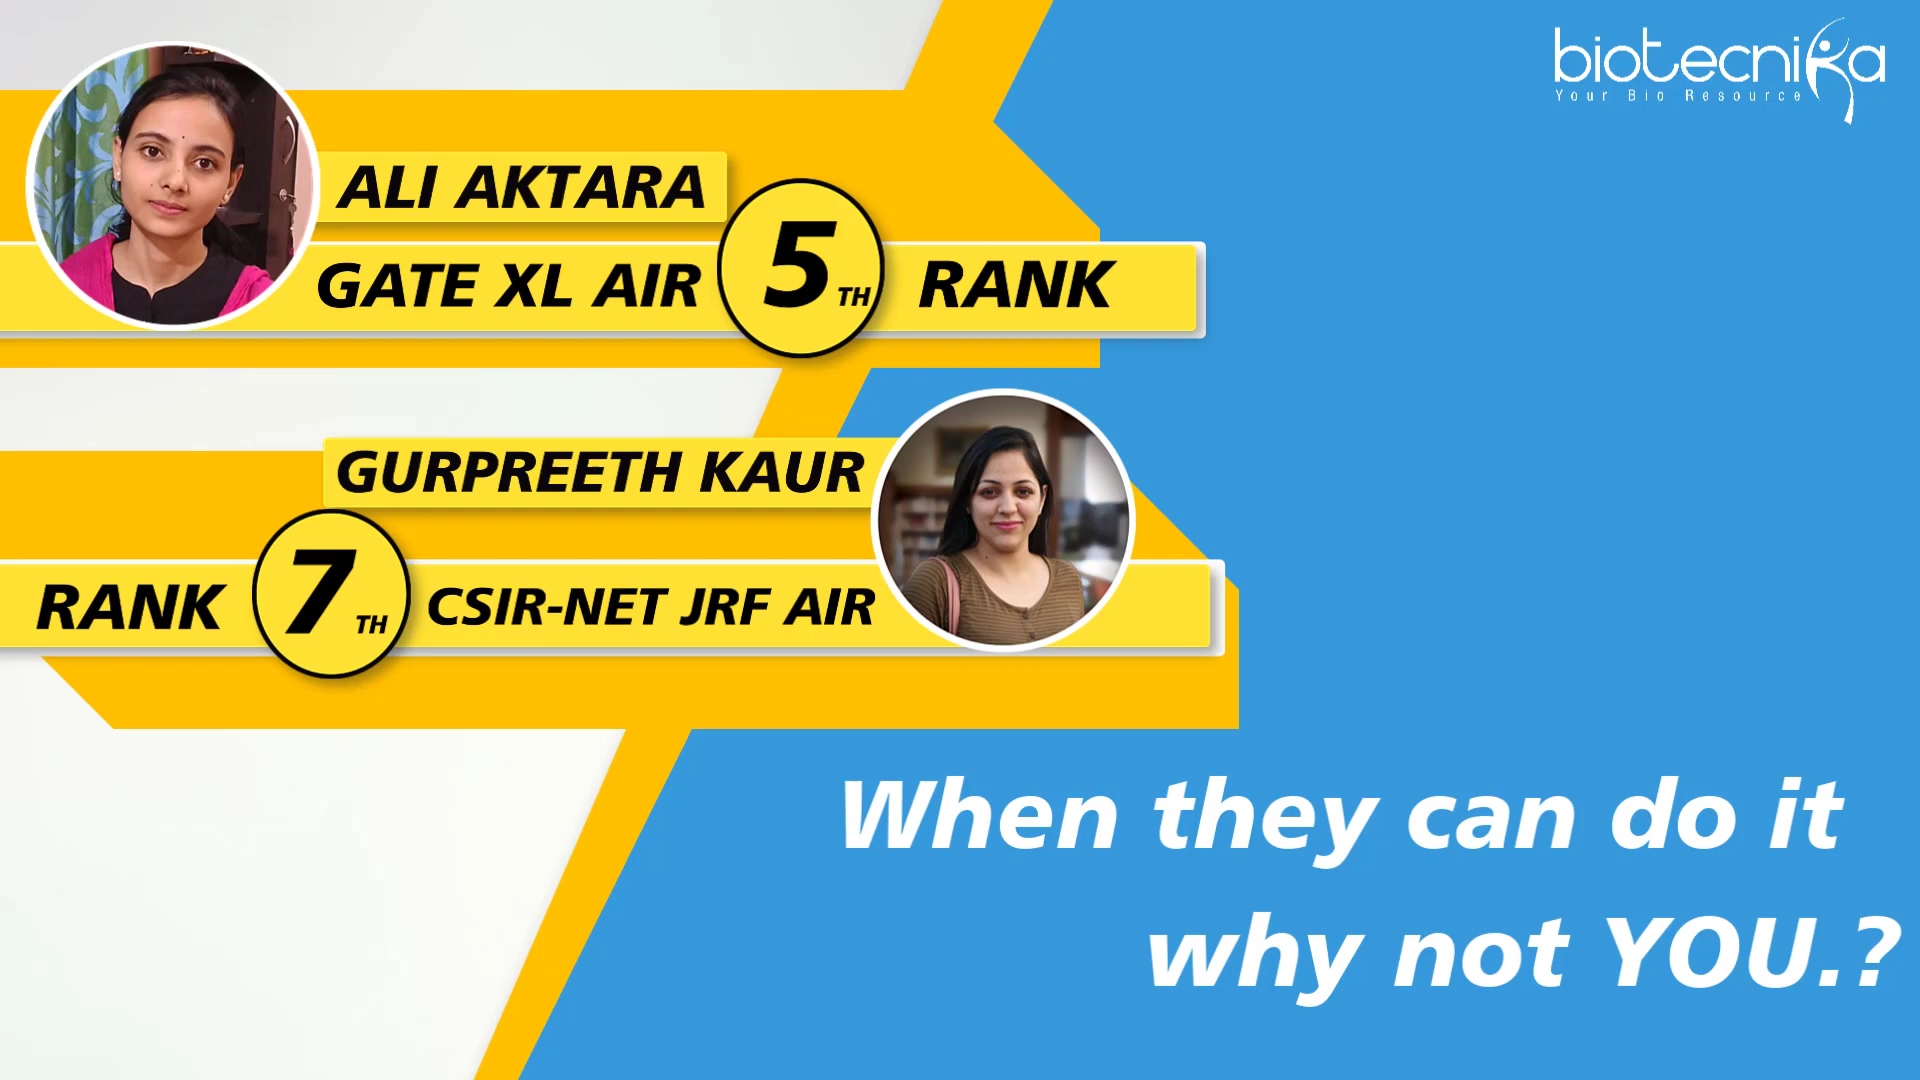 biotecnika
Your Bio Resource
ALI AKTARA
GATE XL AIR 5TH RANK
GURPREETH KAUR
RANK 7TH CSIR-NET JRF AIR
When they can do it
why not YOU.?